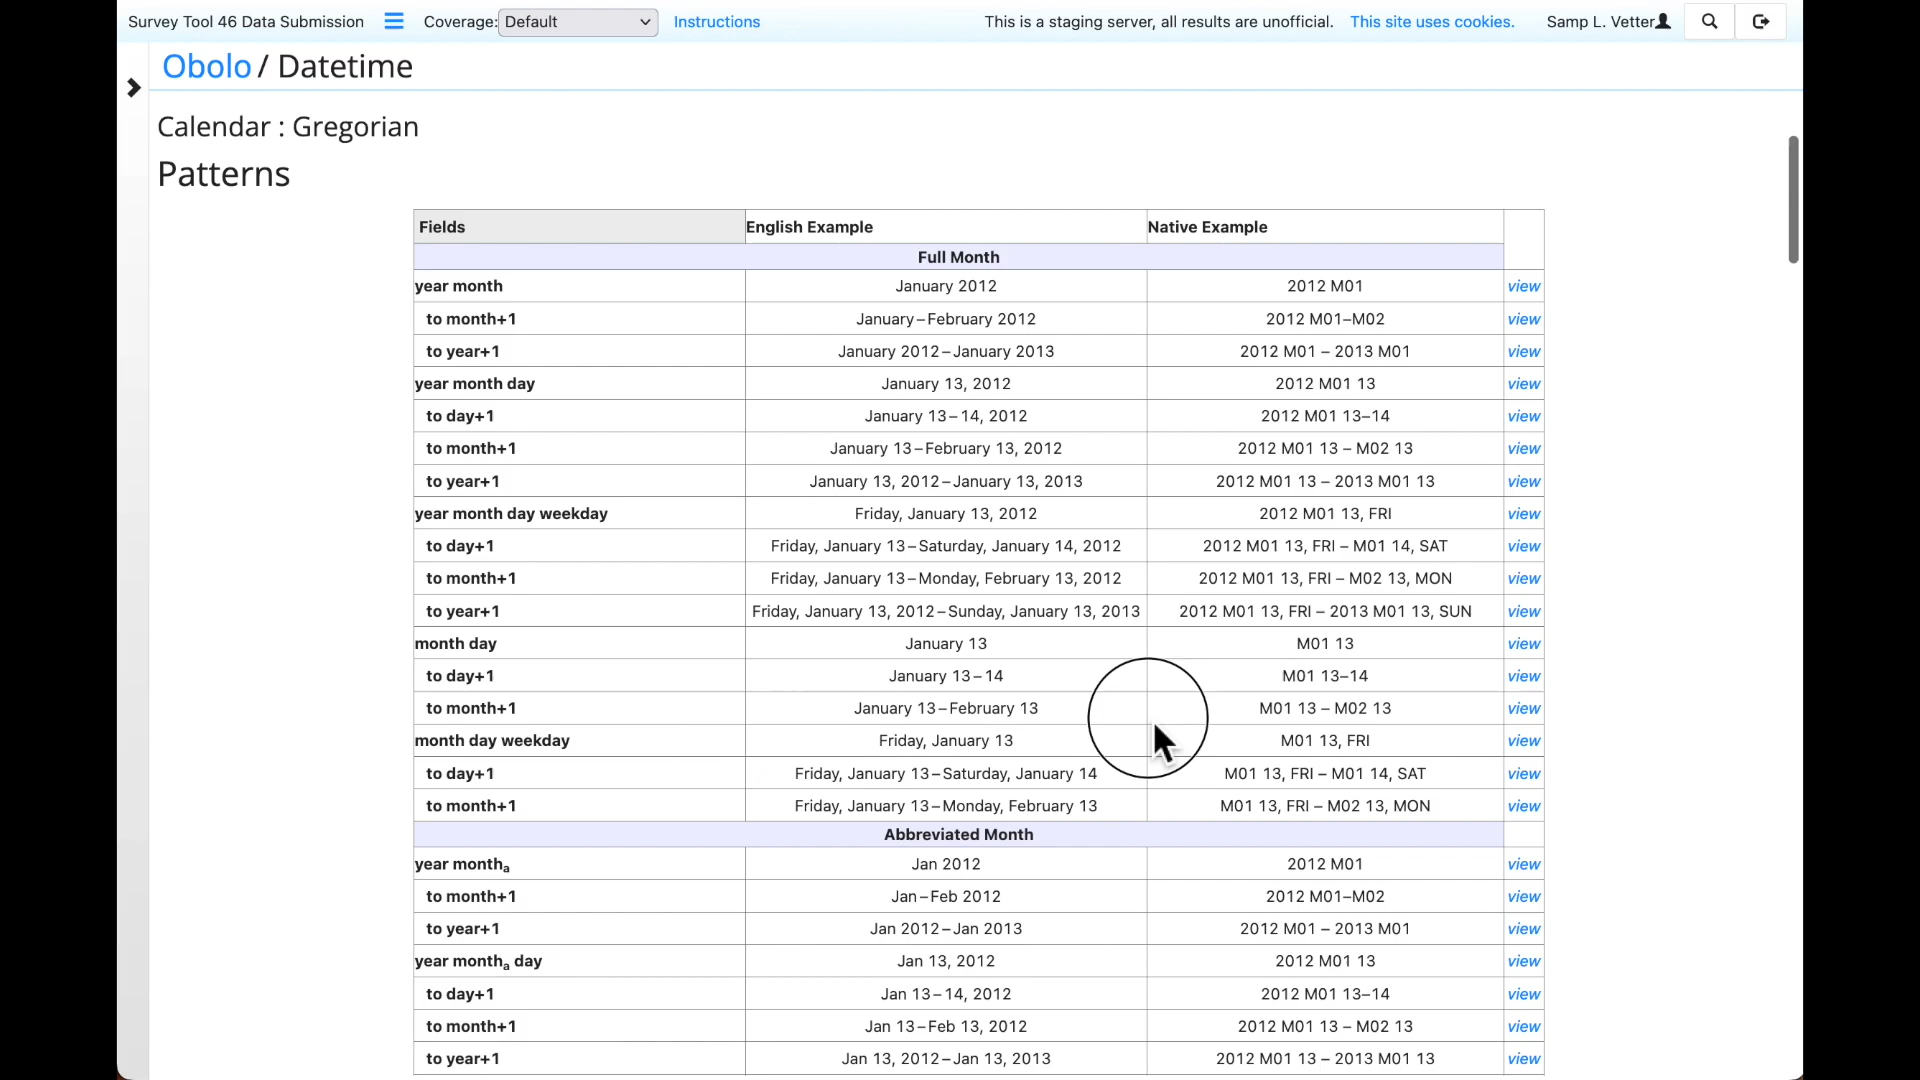 Survey Tool 46 Data Submission Coverage: Default Instructions This is a staging server, all results are unofficial. This site uses cookies. Samp L. Vetter
Obolo / Datetime
Calendar : Gregorian
Patterns
Fields English Example Native Example
Full Month
year month January 2012 2012 M01 view
to month+1 January – February 2012 2012 M01–M02 view
to year+1 January 2012 – January 2013 2012 M01 – 2013 M01 view
year month day January 13, 2012 2012 M01 13 view
to day+1 January 13 – 14, 2012 2012 M01 13–14 view
to month+1 January 13 – February 13, 2012 2012 M01 13 – M02 13 view
to year+1 January 13, 2012 – January 13, 2013 2012 M01 13 – 2013 M01 13 view
year month day weekday Friday, January 13, 2012 2012 M01 13, FRI view
to day+1 Friday, January 13 – Saturday, January 14, 2012 2012 M01 13, FRI – M01 14, SAT view
to month+1 Friday, January 13 – Monday, February 13, 2012 2012 M01 13, FRI – M02 13, MON view
to year+1 Friday, January 13, 2012 – Sunday, January 13, 2013 2012 M01 13, FRI – 2013 M01 13, SUN view
month day January 13 M01 13 view
to day+1 January 13 – 14 M01 13–14 view
to month+1 January 13 – February 13 M01 13 – M02 13 view
month day weekday Friday, January 13 M01 13, FRI view
to day+1 Friday, January 13 – Saturday, January 14 M01 13, FRI – M01 14, SAT view
to month+1 Friday, January 13 – Monday, February 13 M01 13, FRI – M02 13, MON view
Abbreviated Month
year monthₐ Jan 2012 2012 M01 view
to month+1 Jan – Feb 2012 2012 M01–M02 view
to year+1 Jan 2012 – Jan 2013 2012 M01 – 2013 M01 view
year monthₐ day Jan 13, 2012 2012 M01 13 view
to day+1 Jan 13 – 14, 2012 2012 M01 13–14 view
to month+1 Jan 13 – Feb 13, 2012 2012 M01 13 – M02 13 view
to year+1 Jan 13, 2012 – Jan 13, 2013 2012 M01 13 – 2013 M01 13 view